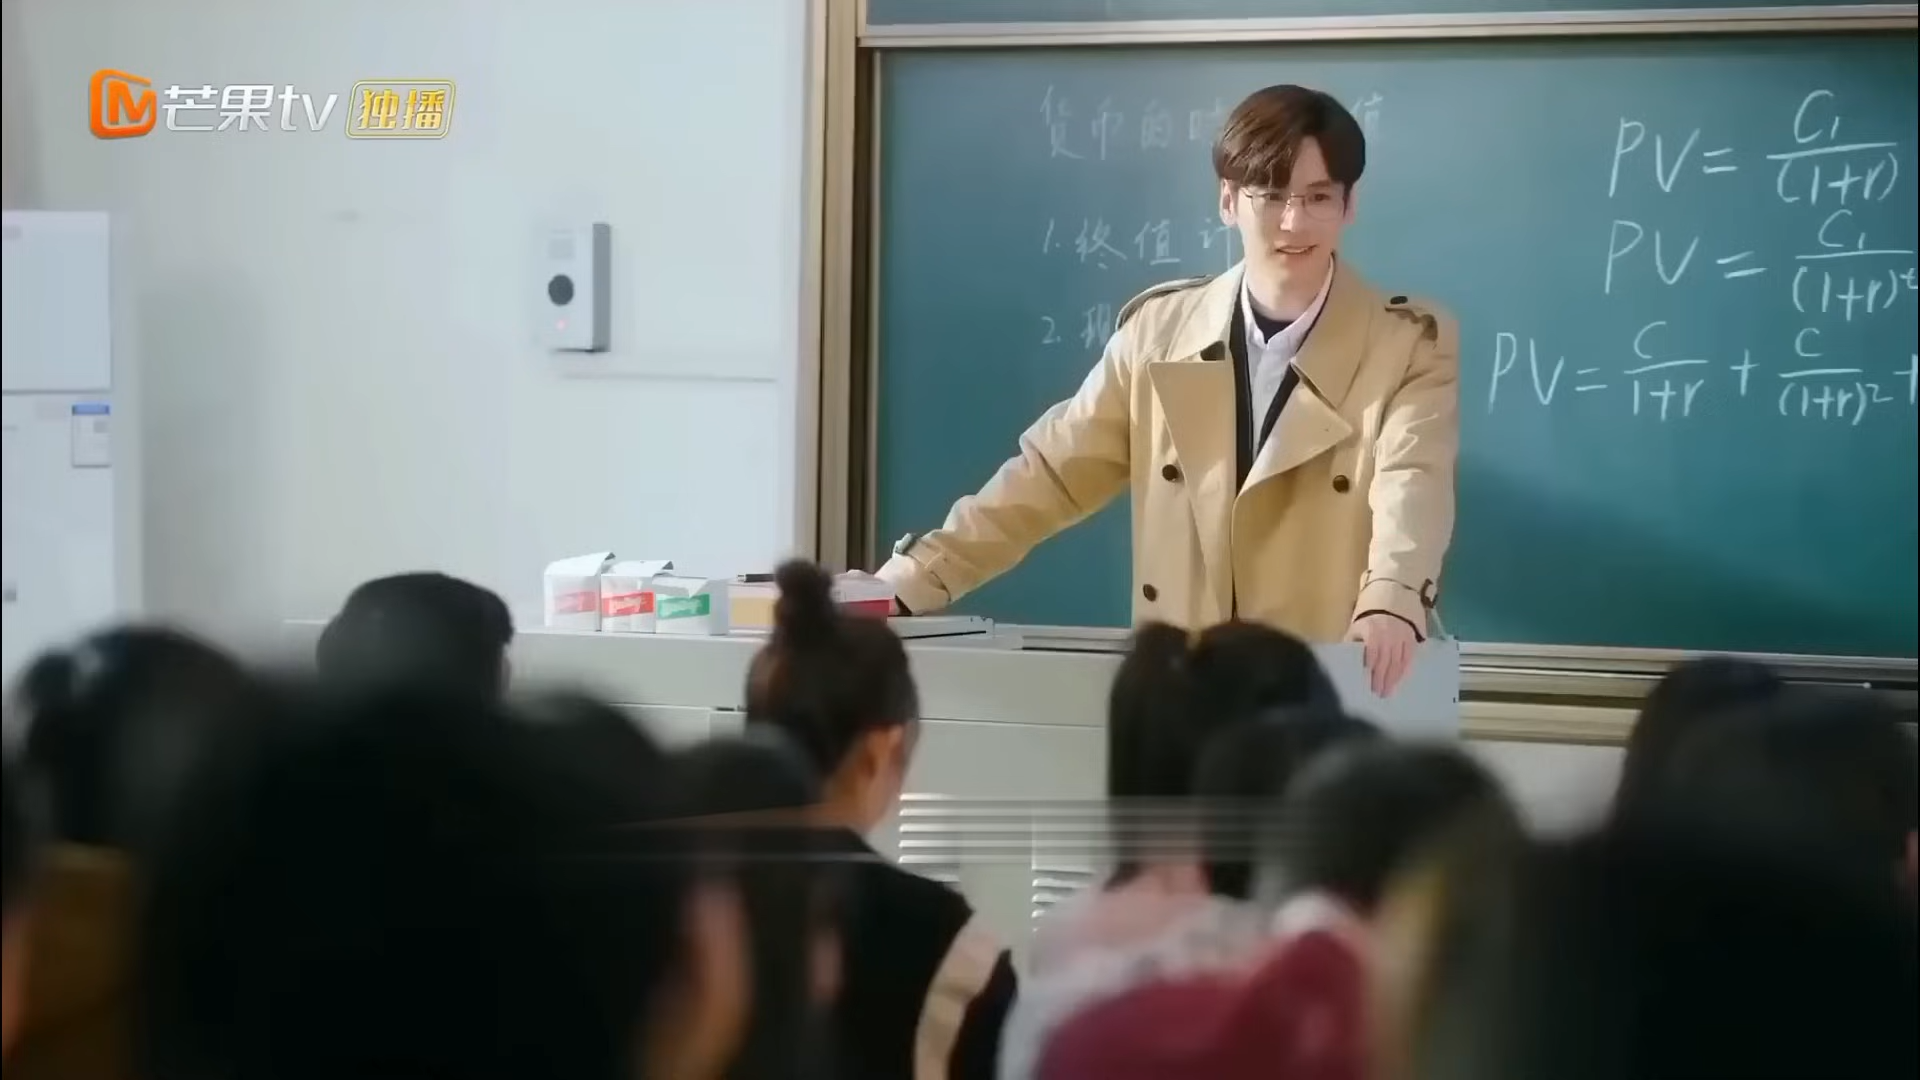 芒果tv 独播
货币的时 值
1. 终值计
2. 现
PV = C₁/(1+r)
PV = C₁/(1+r)ᵗ
PV = C/1+r + C/(1+r)² +